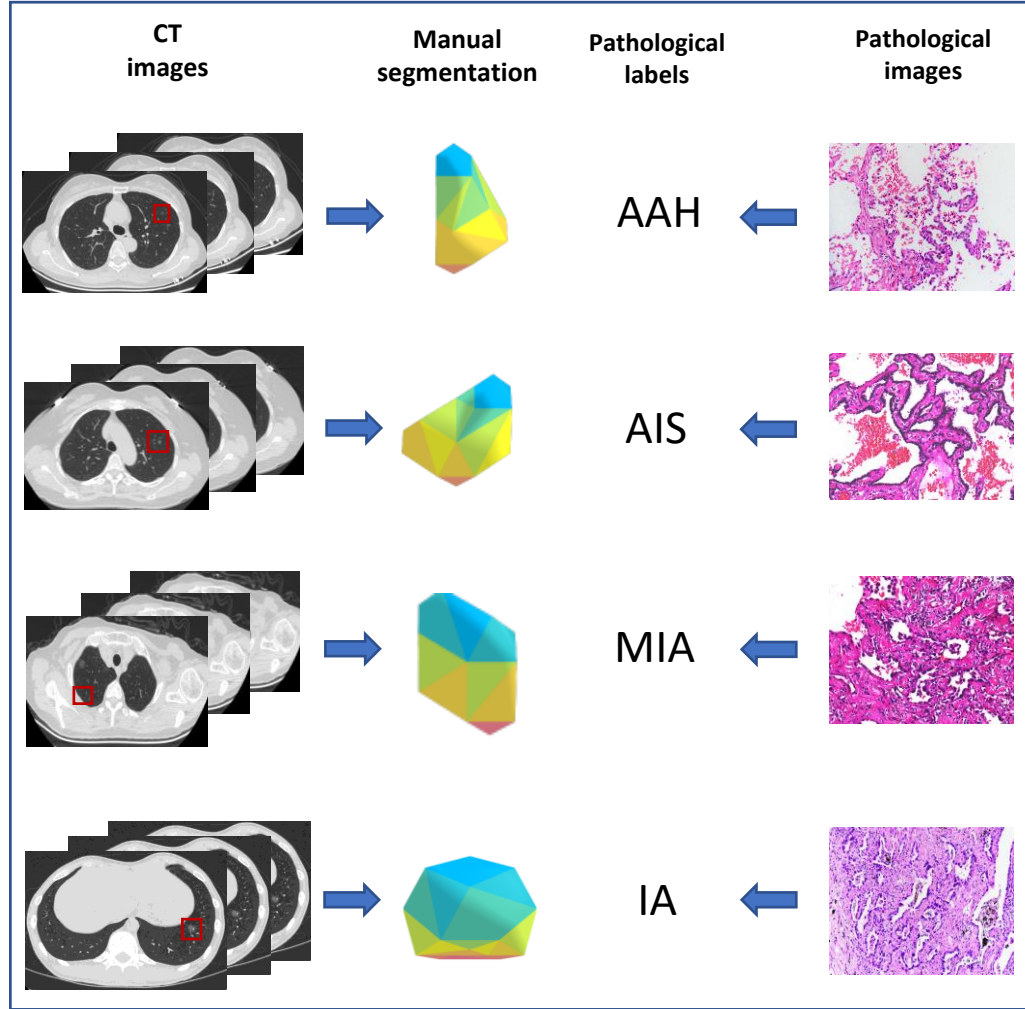 CT
images
Manual
segmentation
Pathological
labels
Pathological
images
AAH
AIS
MIA
IA